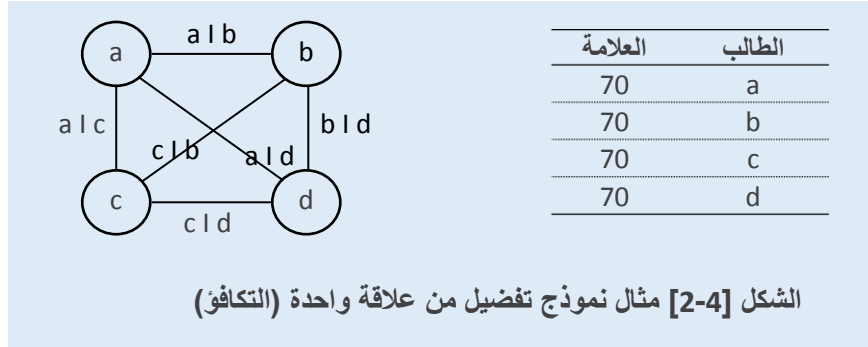 a I b
a
b
a I c
b I d
c I b
a I d
c
d
c I d
الطالب العلامة
a 70
b 70
c 70
d 70
الشكل [2-4] مثال نموذج تفضيل من علاقة واحدة (التكافؤ)